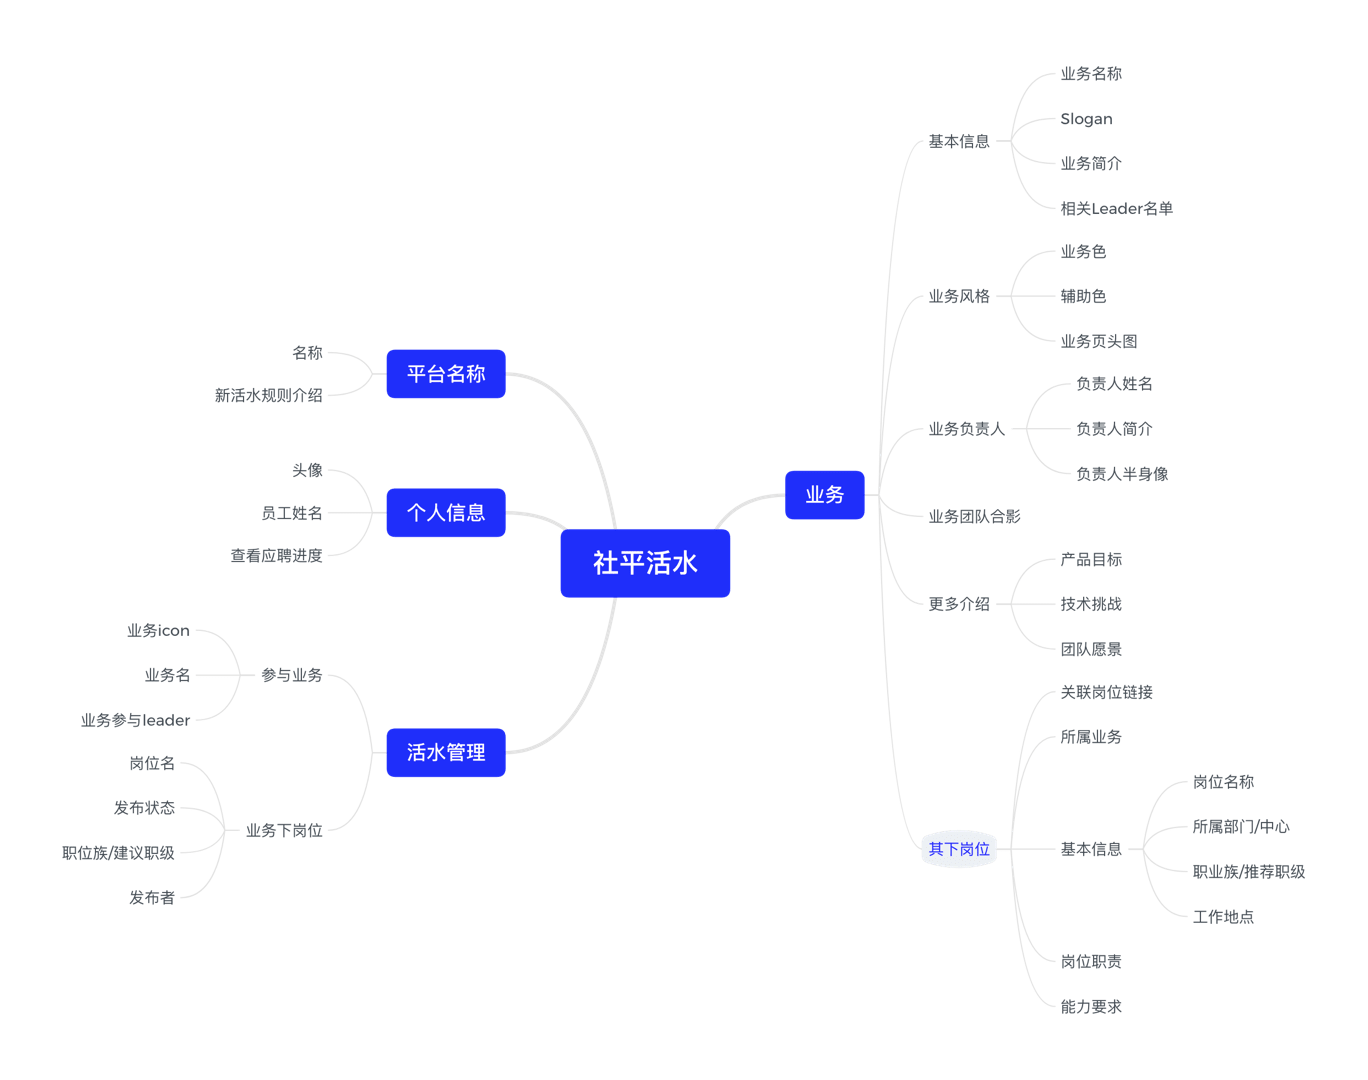 社平活水
平台名称
名称
新活水规则介绍
个人信息
头像
员工姓名
查看应聘进度
活水管理
参与业务
业务icon
业务名
业务参与leader
业务下岗位
岗位名
发布状态
职位族/建议职级
发布者
业务
基本信息
业务名称
Slogan
业务简介
相关Leader名单
业务风格
业务色
辅助色
业务页头图
业务负责人
负责人姓名
负责人简介
负责人半身像
业务团队合影
更多介绍
产品目标
技术挑战
团队愿景
其下岗位
关联岗位链接
所属业务
基本信息
岗位名称
所属部门/中心
职业族/推荐职级
工作地点
岗位职责
能力要求